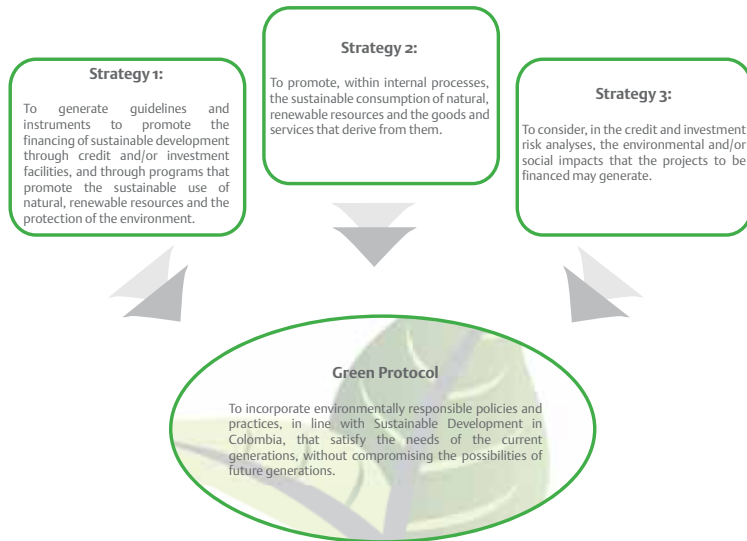 Strategy 1:
To generate guidelines and
instruments to promote the
financing of sustainable development
through credit and/or investment
facilities, and through programs that
promote the sustainable use of
natural, renewable resources and the
protection of the environment.
Strategy 2:
To promote, within internal processes,
the sustainable consumption of natural,
renewable resources and the goods and
services that derive from them.
Strategy 3:
To consider, in the credit and investment
risk analyses, the environmental and/or
social impacts that the projects to be
financed may generate.
Green Protocol
To incorporate environmentally responsible policies and
practices, in line with Sustainable Development in
Colombia, that satisfy the needs of the current
generations, without compromising the possibilities of
future generations.